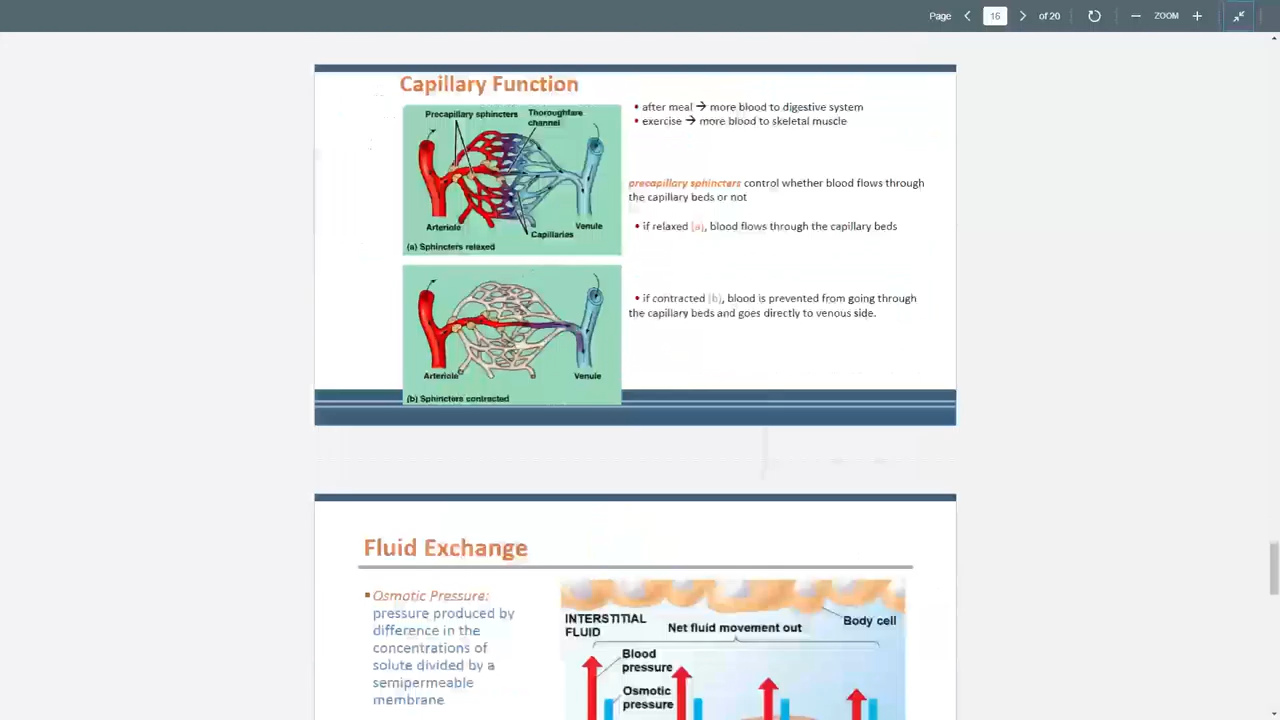 Page 16 of 20 ZOOM
Capillary Function
Precapillary sphincters
Thoroughfare
channel
Arteriole
Capillaries
Venule
(a) Sphincters relaxed
• after meal → more blood to digestive system
• exercise → more blood to skeletal muscle
precapillary sphincters control whether blood flows through
the capillary beds or not
• if relaxed (a), blood flows through the capillary beds
Arteriole
Venule
(b) Sphincters contracted
• if contracted (b), blood is prevented from going through
the capillary beds and goes directly to venous side.
Fluid Exchange
▪ Osmotic Pressure:
pressure produced by
difference in the
concentrations of
solute divided by a
semipermeable
membrane
INTERSTITIAL
FLUID
Net fluid movement out
Body cell
Blood
pressure
Osmotic
pressure